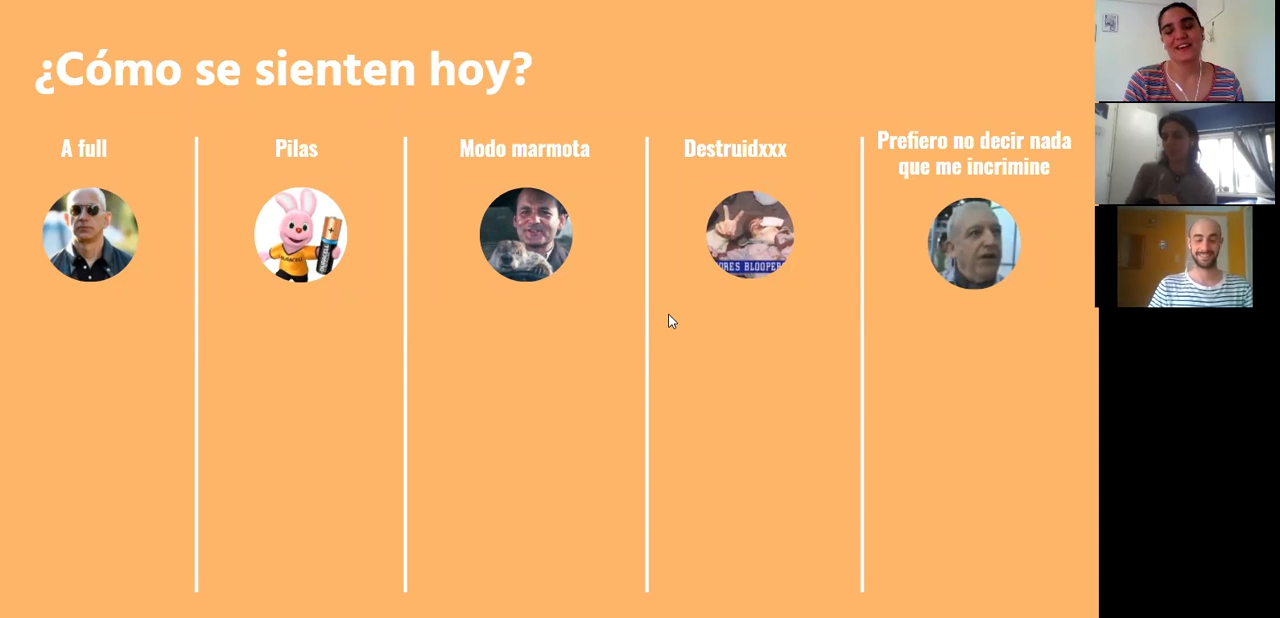 ¿Cómo se sienten hoy?
A full
Pilas
Modo marmota
Destruidxxx
Prefiero no decir nada
que me incrimine
DURACELL
ORES BLOOPER